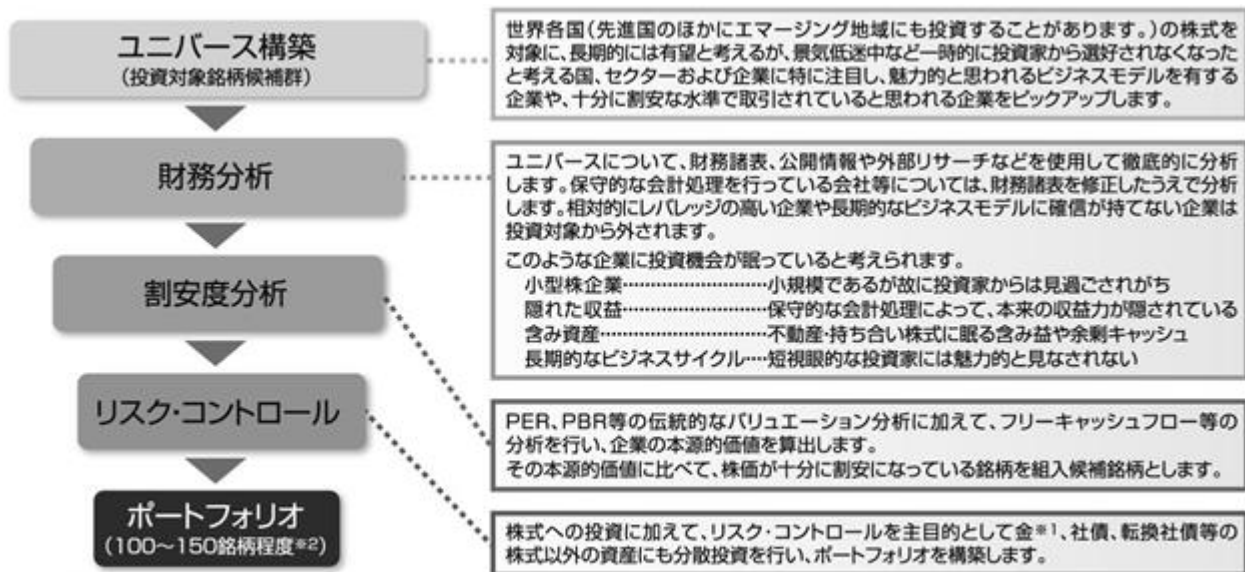 ユニバース構築
(投資対象銘柄候補群)
世界各国(先進国のほかにエマージング地域にも投資することがあります。)の株式を
対象に、長期的には有望と考えるが、景気低迷中など一時的に投資家から選好されなくなった
と考える国、セクターおよび企業に特に注目し、魅力的と思われるビジネスモデルを有する
企業や、十分に割安な水準で取引されていると思われる企業をピックアップします。
財務分析
ユニバースについて、財務諸表、公開情報や外部リサーチなどを使用して徹底的に分析
します。保守的な会計処理を行っている会社等については、財務諸表を修正したうえで分析
します。相対的にレバレッジの高い企業や長期的なビジネスモデルに確信が持てない企業は
投資対象から外されます。
このような企業に投資機会が眠っていると考えられます。
小型株企業…………………………小規模であるが故に投資家からは見過ごされがち
隠れた収益…………………………保守的な会計処理によって、本来の収益力が隠されている
含み資産……………………………不動産・持ち合い株式に眠る含み益や余剰キャッシュ
長期的なビジネスサイクル‥‥短視眼的な投資家には魅力的と見なされない
割安度分析
PER、PBR等の伝統的なバリュエーション分析に加えて、フリーキャッシュフロー等の
分析を行い、企業の本源的価値を算出します。
その本源的価値に比べて、株価が十分に割安になっている銘柄を組入候補銘柄とします。
リスク・コントロール
株式への投資に加えて、リスク・コントロールを主目的として金※1、社債、転換社債等の
株式以外の資産にも分散投資を行い、ポートフォリオを構築します。
ポートフォリオ
(100～150銘柄程度※2)